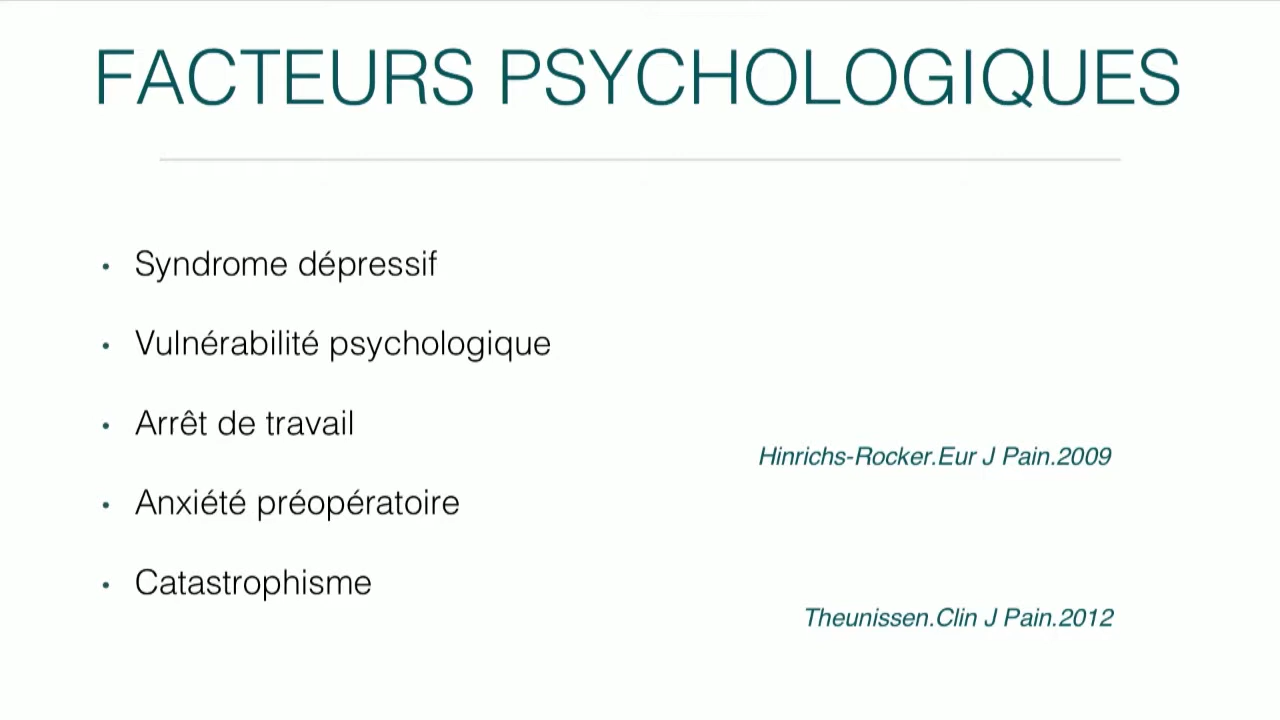 FACTEURS PSYCHOLOGIQUES
• Syndrome dépressif
• Vulnérabilité psychologique
• Arrêt de travail
Hinrichs-Rocker.Eur J Pain.2009
• Anxiété préopératoire
• Catastrophisme
Theunissen.Clin J Pain.2012